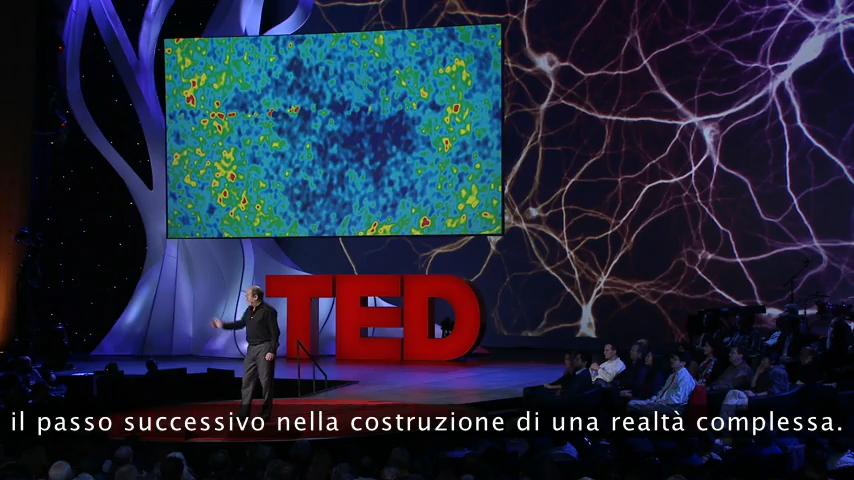 TED
il passo successivo nella costruzione di una realtà complessa.